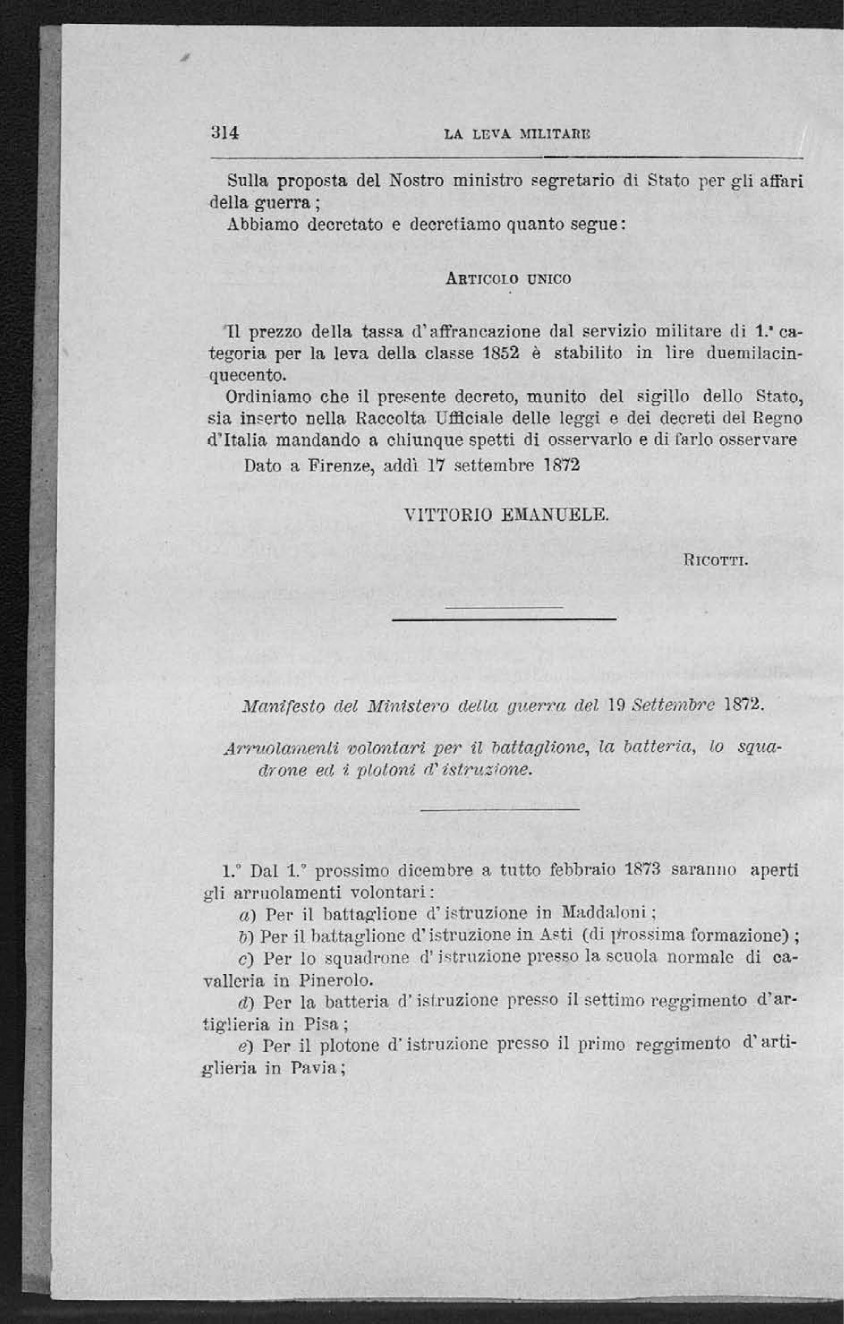 314 LA LEVA MILITARE
Sulla proposta del Nostro ministro segretario di Stato per gli affari
della guerra ;
Abbiamo decretato e decretiamo quanto segue :
ARTICOLO UNICO
Il prezzo della tassa d'affrancazione dal servizio militare di 1.ª ca-
tegoria per la leva della classe 1852 è stabilito in lire duemilacin-
quecento.
Ordiniamo che il presente decreto, munito del sigillo dello Stato,
sia inserto nella Raccolta Ufficiale delle leggi e dei decreti del Regno
d'Italia mandando a chiunque spetti di osservarlo e di farlo osservare
Dato a Firenze, addì 17 settembre 1872
VITTORIO EMANUELE.
RICOTTI.
Manifesto del Ministero della guerra del 19 Settembre 1872.
Arruolamenti volontari per il battaglione, la batteria, lo squa-
drone ed i plotoni d'istruzione.
1.° Dal 1.° prossimo dicembre a tutto febbraio 1873 saranno aperti
gli arruolamenti volontari :
a) Per il battaglione d'istruzione in Maddaloni ;
b) Per il battaglione d'istruzione in Asti (di prossima formazione) ;
c) Per lo squadrone d'istruzione presso la scuola normale di ca-
valleria in Pinerolo.
d) Per la batteria d'istruzione presso il settimo reggimento d'ar-
tiglieria in Pisa ;
e) Per il plotone d'istruzione presso il primo reggimento d'arti-
glieria in Pavia ;